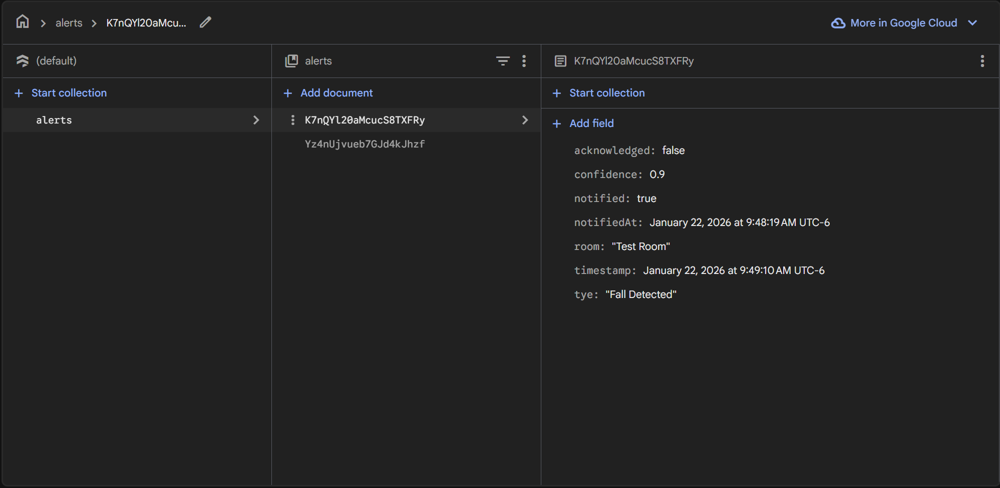 alerts
K7nQYl20aMcu...
More in Google Cloud
(default)
alerts
K7nQYl20aMcucS8TXFRy
Start collection
Add document
Start collection
alerts
K7nQYl20aMcucS8TXFRy
Yz4nUjvueb7GJd4kJhzf
Add field
acknowledged: false
confidence: 0.9
notified: true
notifiedAt: January 22, 2026 at 9:48:19 AM UTC-6
room: "Test Room"
timestamp: January 22, 2026 at 9:49:10 AM UTC-6
tye: "Fall Detected"